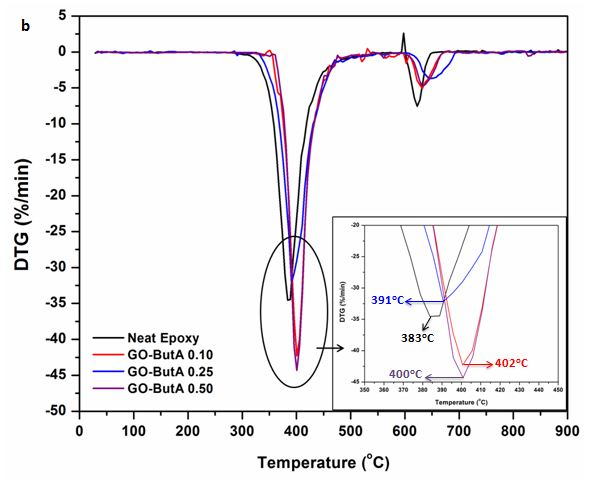 b
5
0
-5
-10
-15
-20
-25
-30
-35
-40
-45
-50
DTG (%/min)
Neat Epoxy
GO-ButA 0.10
GO-ButA 0.25
GO-ButA 0.50
0 100 200 300 400 500 600 700 800 900
Temperature (°C)
-20
-25
-30
-35
-40
-45
DTG (%/min)
391°C
383°C
402°C
400°C
350 360 370 380 390 400 410 420 430 440 450
Temperature (°C)